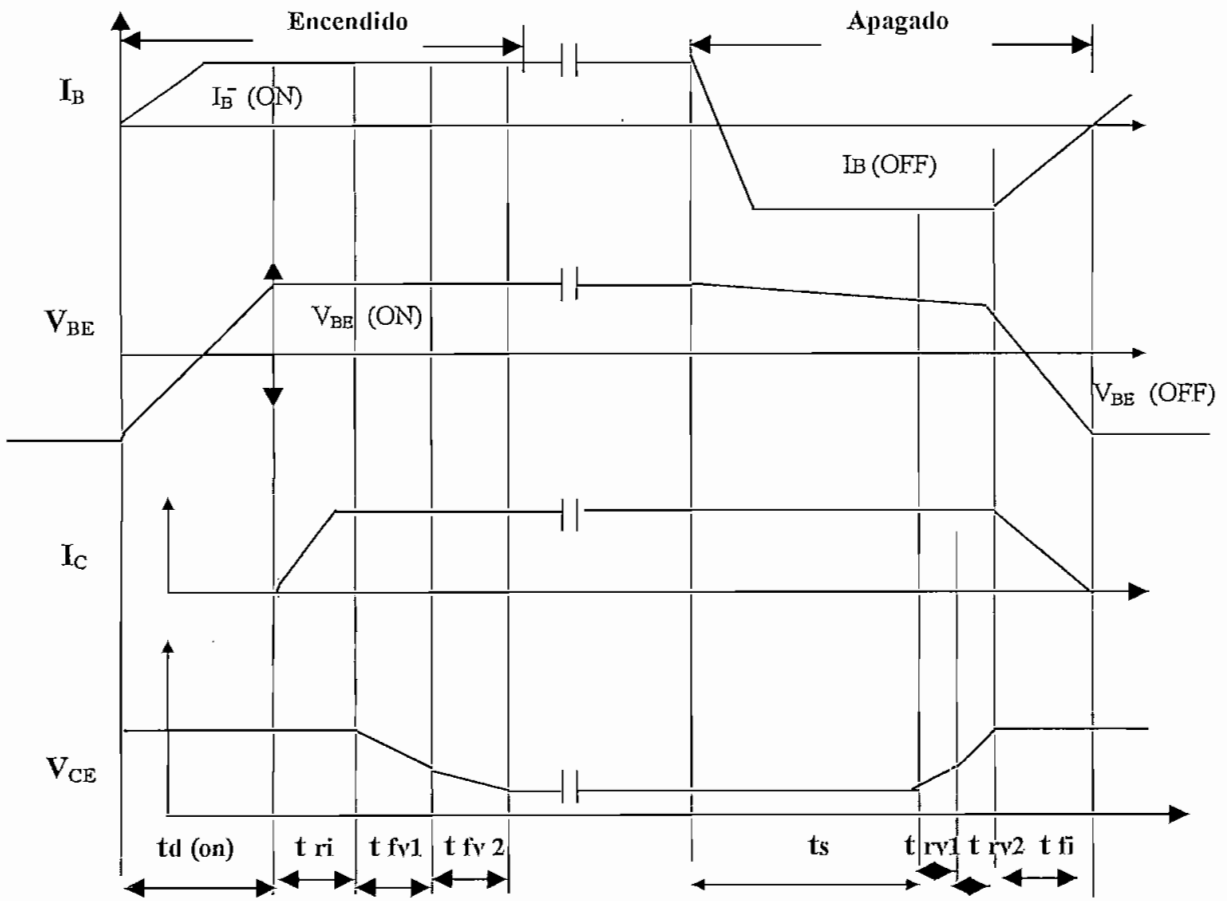 Encendido
Apagado
I_B
I_B (ON)
I_B (OFF)
V_BE
V_BE (ON)
V_BE (OFF)
I_C
V_CE
td (on)
t ri
t fv1
t fv 2
ts
t rv1
t rv2
t fi